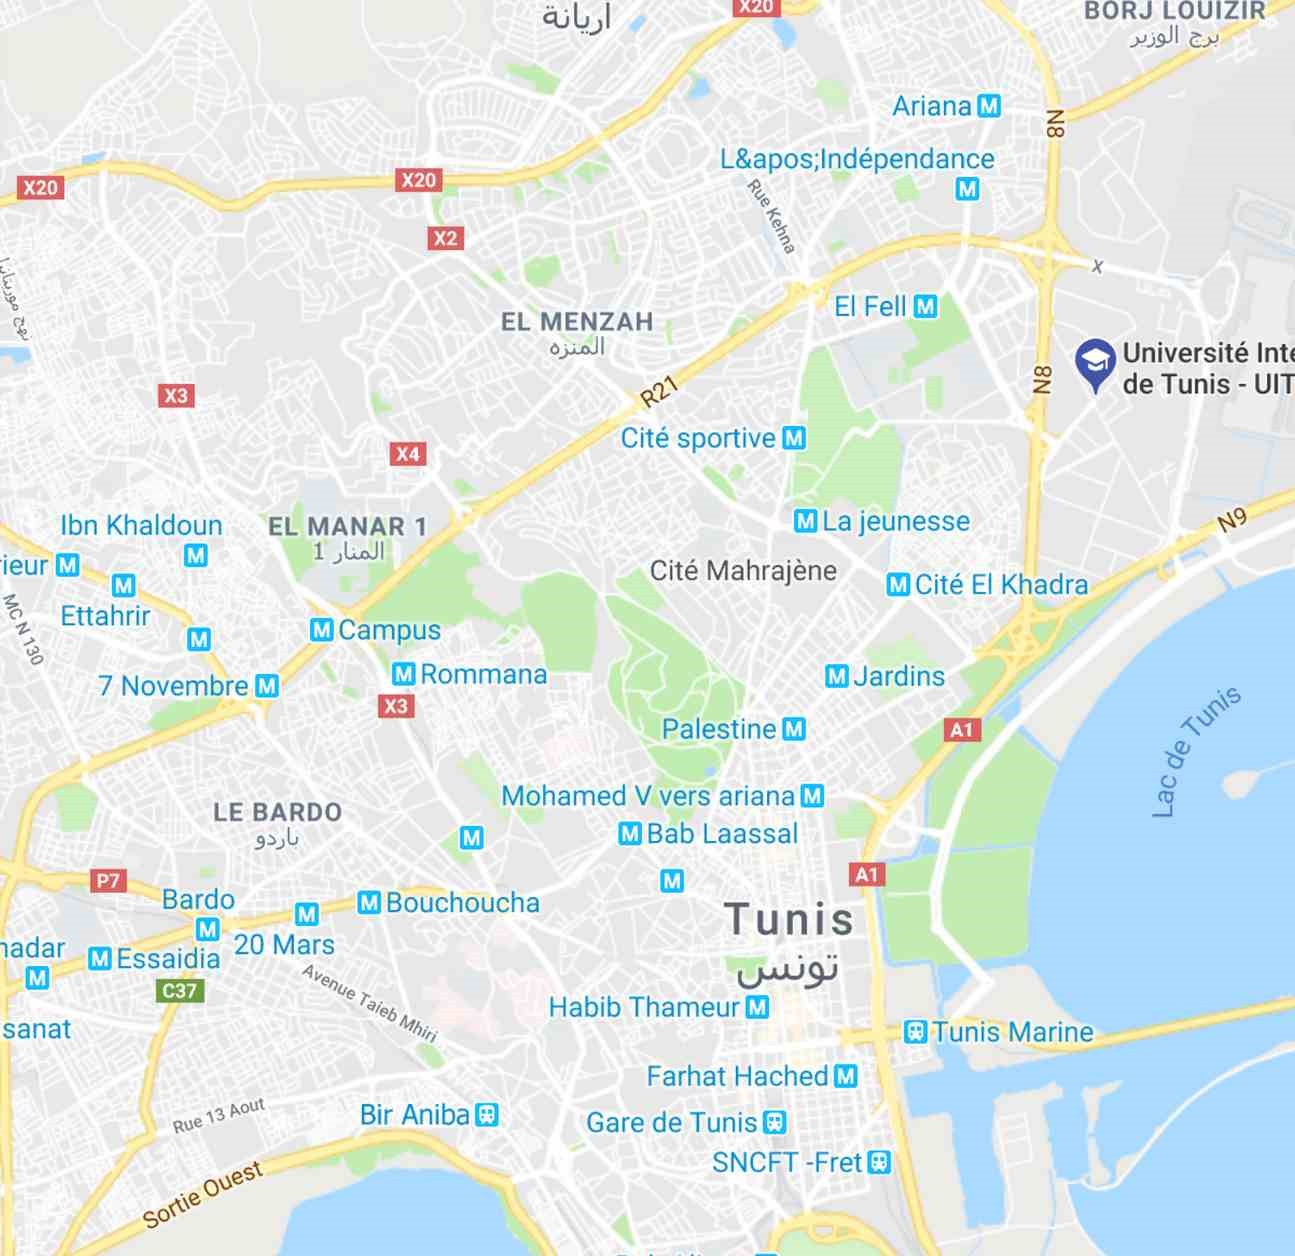 X20
اريانة
BORJ LOUIZIR
برج الوزير
Ariana M
N8
L&apos;Indépendance
M
X20
X20
Rue Kehna
X2
X
EL MENZAH
المنزه
El Fell M
Université Inte
de Tunis - UIT
N8
R21
X3
Cité sportive M
X4
Ibn Khaldoun
M
EL MANAR 1
المنار 1
M La jeunesse
N9
rieur M
M
Ettahrir
Cité Mahrajène
M Cité El Khadra
MC N 130
M
M Campus
7 Novembre M
M Rommana
M Jardins
X3
Palestine M
A1
Lac de Tunis
Mohamed V vers ariana M
LE BARDO
باردو
M
M Bab Laassal
P7
M
A1
Bardo
M
M
20 Mars
M Bouchoucha
Tunis
تونس
nadar
M
M Essaidia
C37
Avenue Taieb Mhiri
Habib Thameur M
sanat
Tunis Marine
Farhat Hached M
Rue 13 Aout
Bir Aniba
Gare de Tunis
SNCFT -Fret
Sortie Ouest